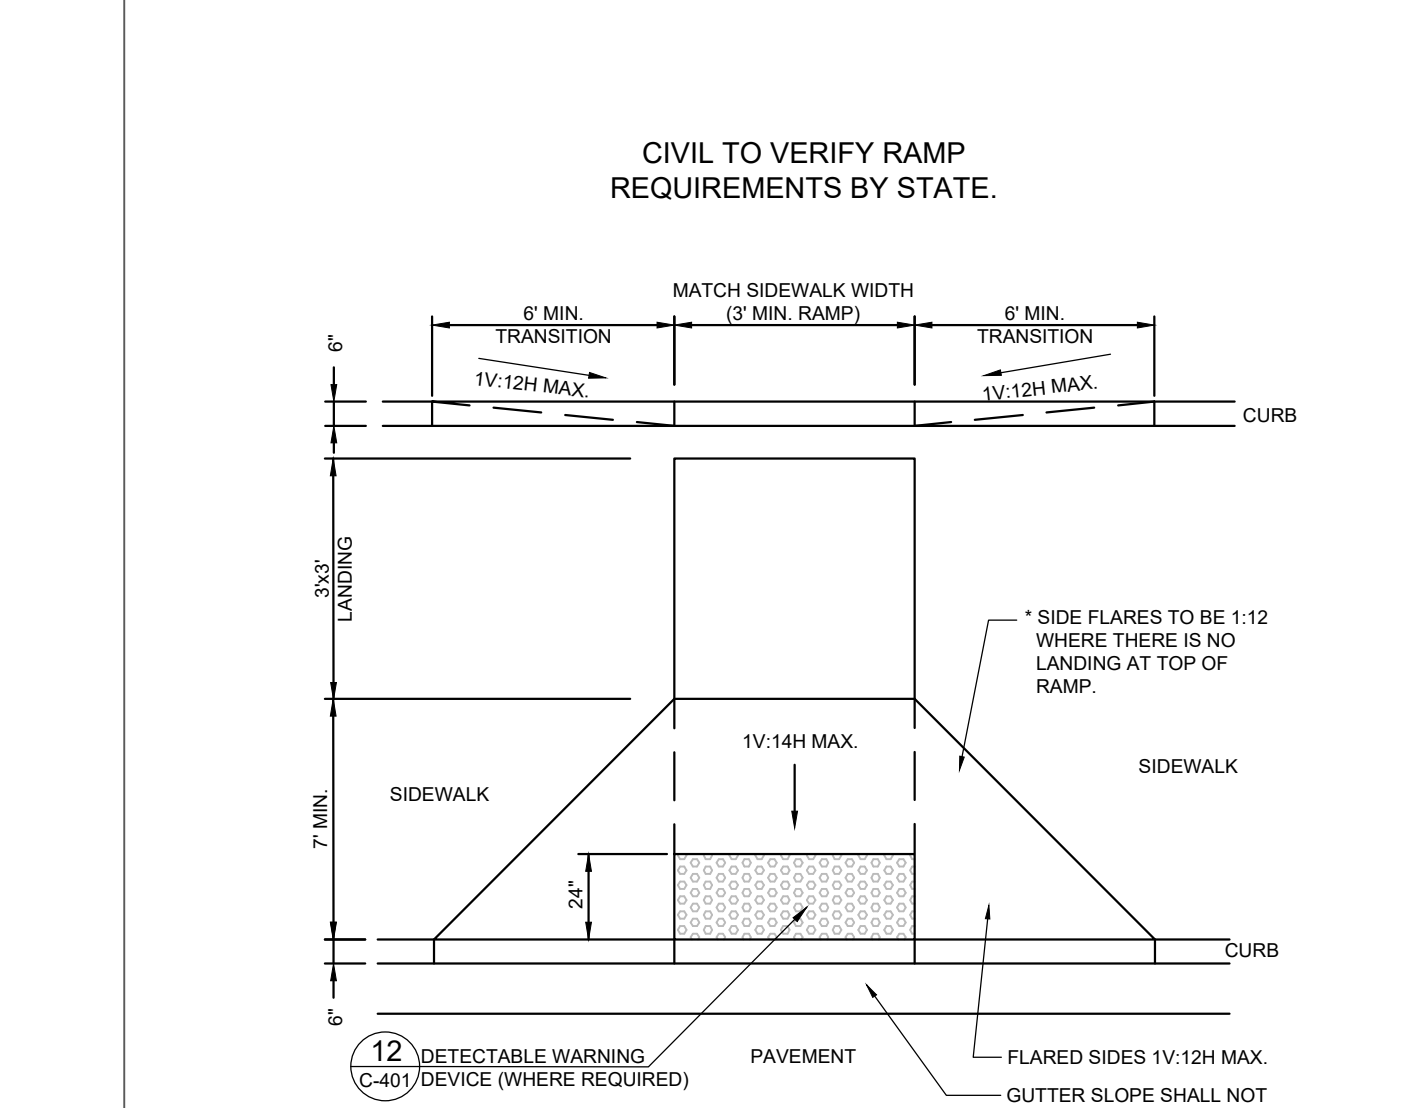 CIVIL TO VERIFY RAMP
REQUIREMENTS BY STATE.
MATCH SIDEWALK WIDTH
(3' MIN. RAMP)
6' MIN.
TRANSITION
6' MIN.
TRANSITION
1V:12H MAX.
1V:12H MAX.
6"
CURB
3'x3'
LANDING
* SIDE FLARES TO BE 1:12
WHERE THERE IS NO
LANDING AT TOP OF
RAMP.
1V:14H MAX.
SIDEWALK
SIDEWALK
7' MIN.
24"
CURB
6"
12
C-401
DETECTABLE WARNING
DEVICE (WHERE REQUIRED)
PAVEMENT
FLARED SIDES 1V:12H MAX.
GUTTER SLOPE SHALL NOT